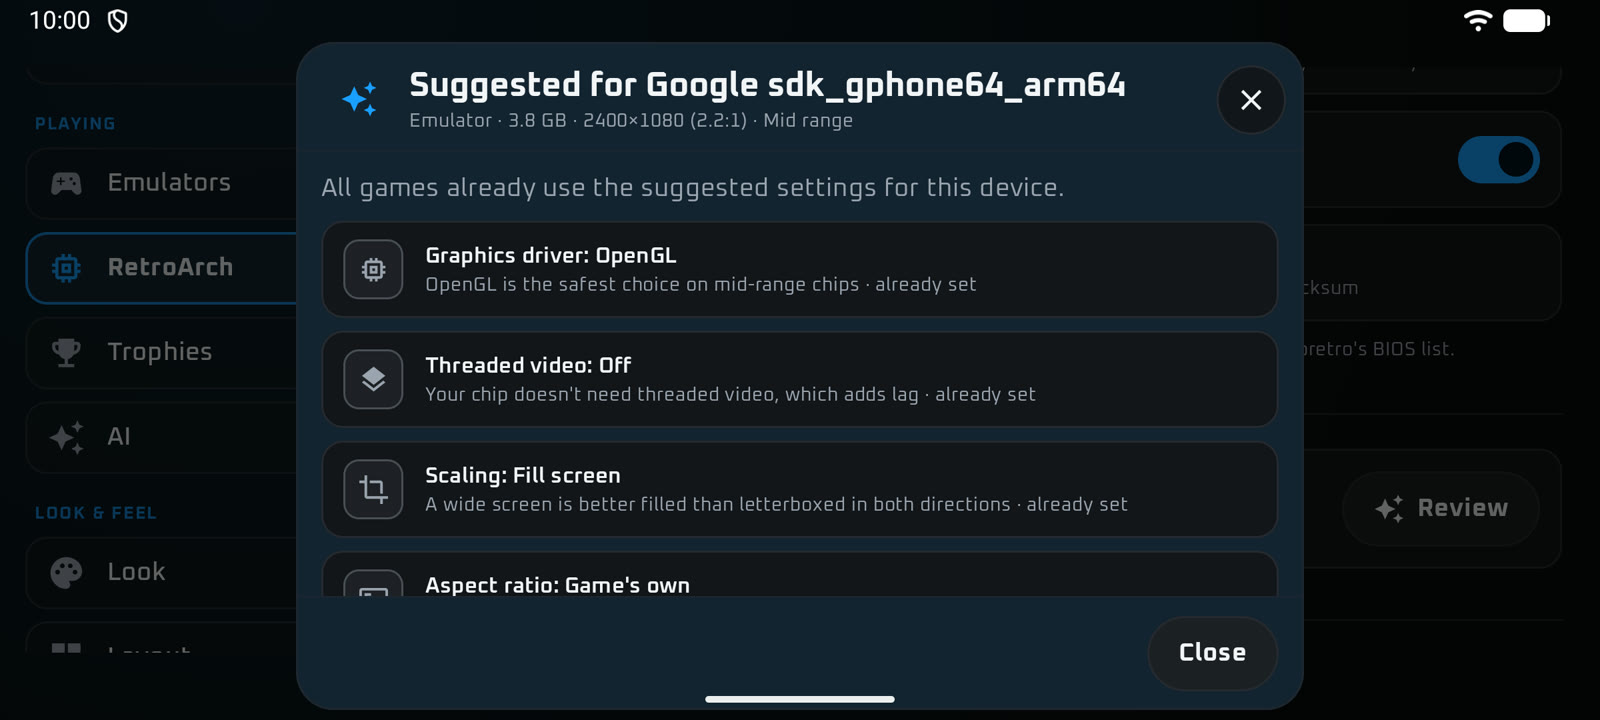 10:00
Suggested for Google sdk_gphone64_arm64
Emulator · 3.8 GB · 2400×1080 (2.2:1) · Mid range
PLAYING
Emulators
RetroArch
Trophies
AI
LOOK & FEEL
Look
Layout
All games already use the suggested settings for this device.
Graphics driver: OpenGL
OpenGL is the safest choice on mid-range chips · already set
Threaded video: Off
Your chip doesn't need threaded video, which adds lag · already set
Scaling: Fill screen
A wide screen is better filled than letterboxed in both directions · already set
Aspect ratio: Game's own
Close
BIOS list.
Review